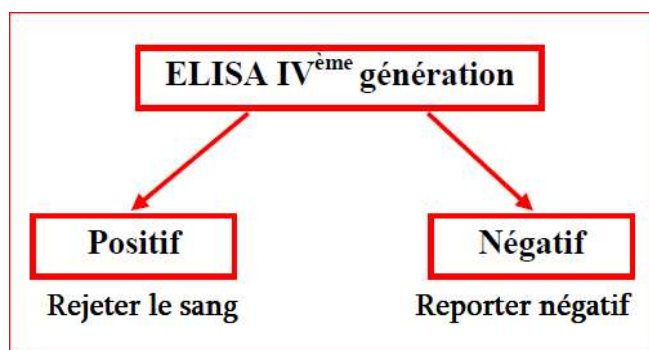 ELISA IVème génération
Positif
Négatif
Rejeter le sang
Reporter négatif